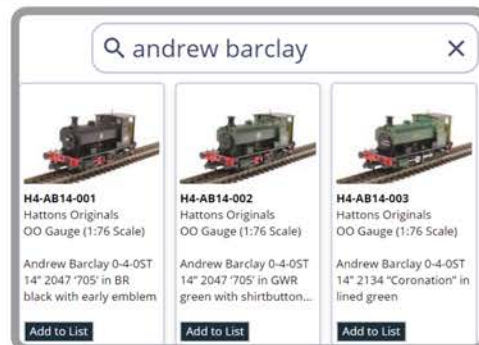 andrew barclay
H4-AB14-001
Hattons Originals
OO Gauge (1:76 Scale)
Andrew Barclay 0-4-0ST
14" 2047 '705' in BR
black with early emblem
Add to List
H4-AB14-002
Hattons Originals
OO Gauge (1:76 Scale)
Andrew Barclay 0-4-0ST
14" 2047 '705' in GWR
green with shirtbutton...
Add to List
H4-AB14-003
Hattons Originals
OO Gauge (1:76 Scale)
Andrew Barclay 0-4-0ST
14" 2134 "Coronation" in
lined green
Add to List